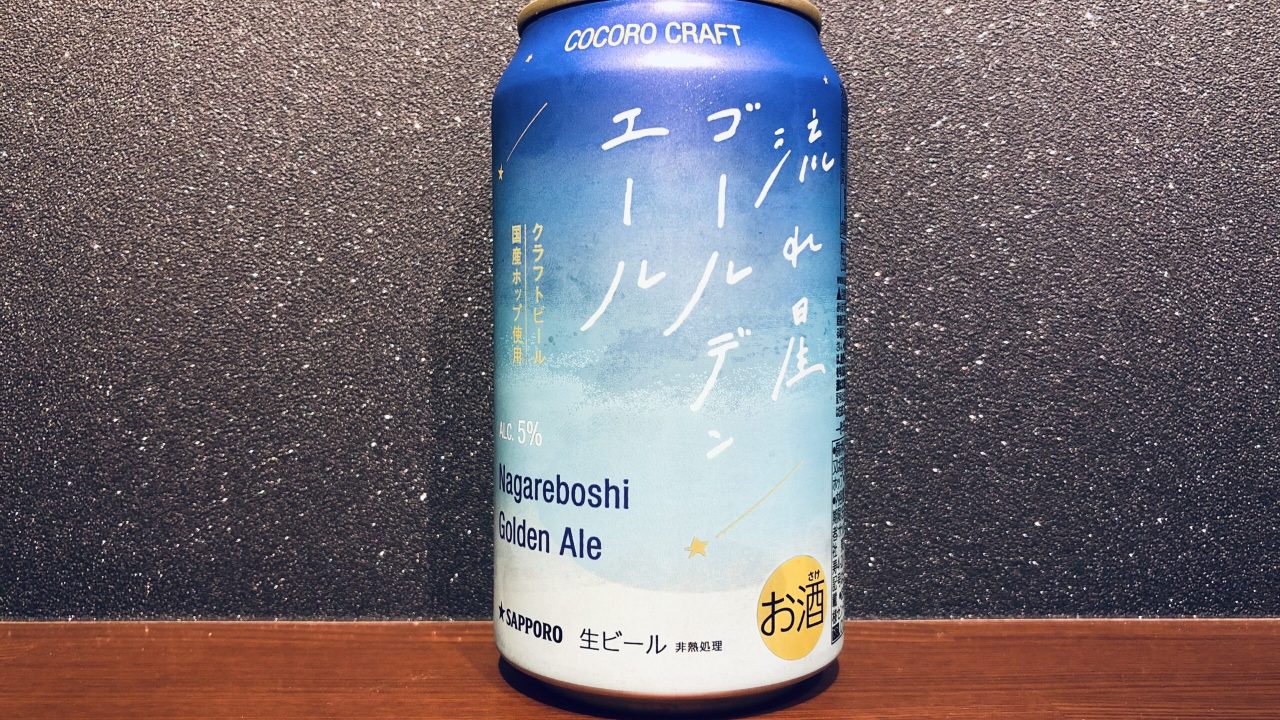 COCORO CRAFT
流れ星
ゴールデン
エール
クラフトビール
国産ホップ使用
ALC. 5%
Nagareboshi
Golden Ale
★SAPPORO
生ビール 非熱処理
さけ
お酒